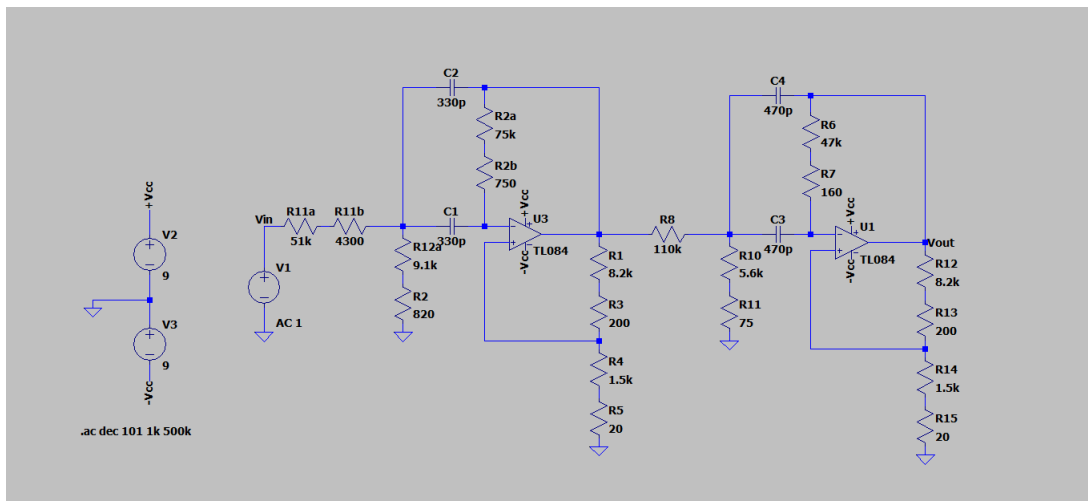 C2
330p
R2a
75k
R2b
750
+Vcc
U3
TL084
-Vcc
C1
330p
Vin
R11a
51k
R11b
4300
R12a
9.1k
R2
820
V1
AC 1
+Vcc
V2
9
V3
9
-Vcc
.ac dec 101 1k 500k
R1
8.2k
R3
200
R4
1.5k
R5
20
R8
110k
C4
470p
R6
47k
R7
160
C3
470p
+Vcc
U1
TL084
-Vcc
Vout
R10
5.6k
R11
75
R12
8.2k
R13
200
R14
1.5k
R15
20